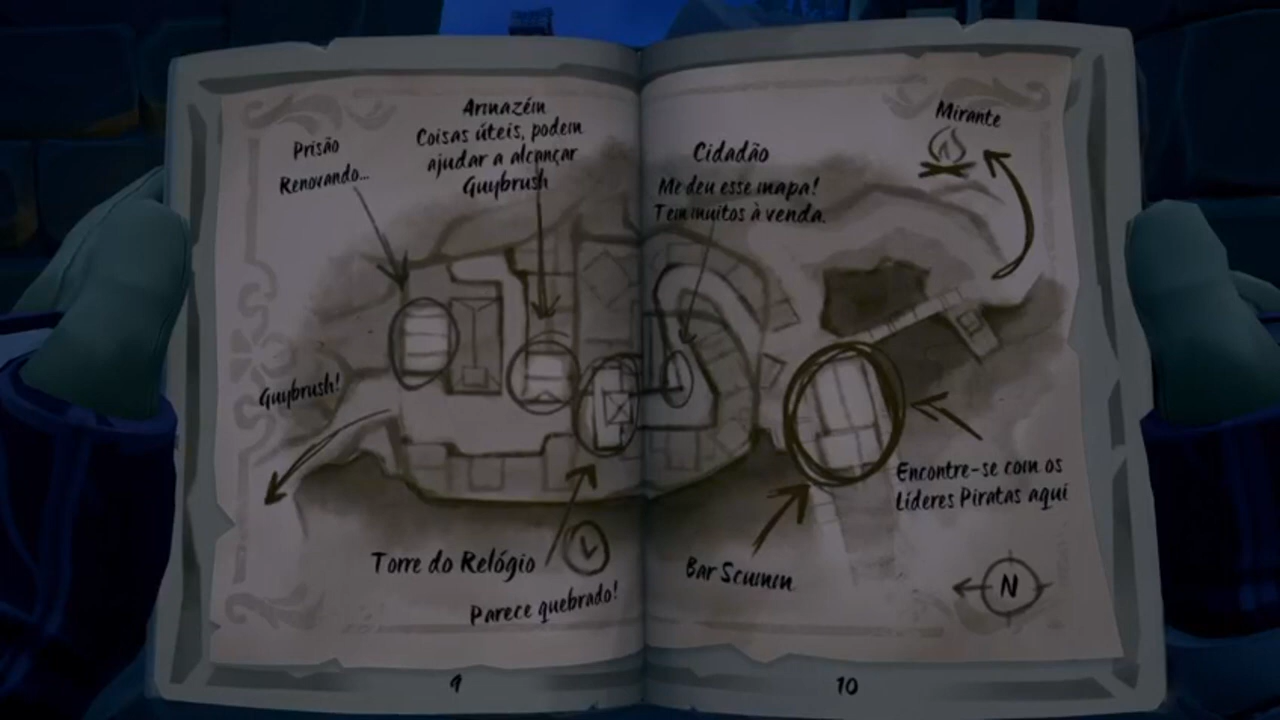 Prisão
Renovando...
Armazém
Coisas úteis, podem
ajudar a alcançar
Guybrush
Cidadão
Me deu esse mapa!
Tem muitos à venda.
Mirante
Guybrush!
Encontre-se com os
Líderes Piratas aqui
Torre do Relógio
Parece quebrado!
Bar Scumm
N
9
10